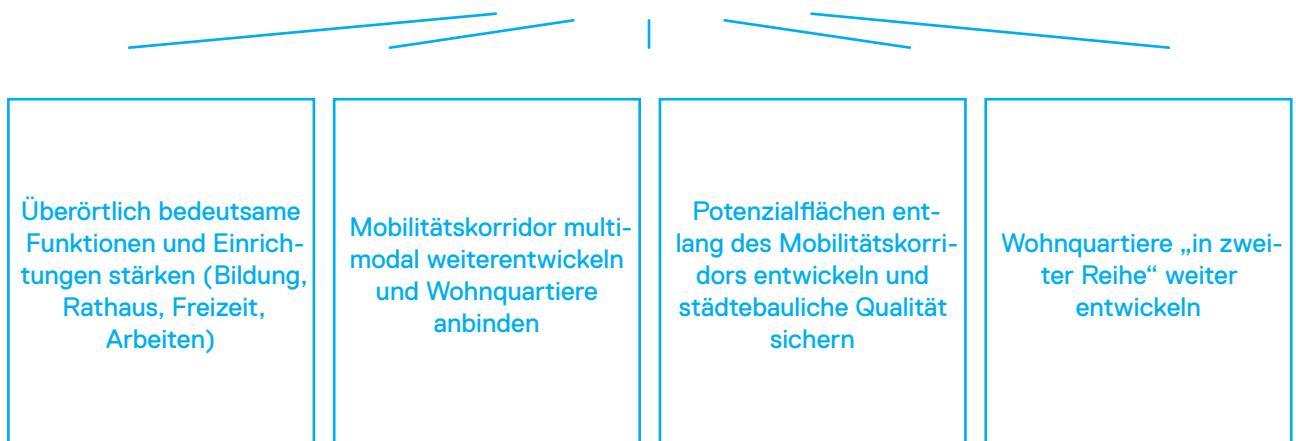 Überörtlich bedeutsame
Funktionen und Einrich-
tungen stärken (Bildung,
Rathaus, Freizeit,
Arbeiten)
Mobilitätskorridor multi-
modal weiterentwickeln
und Wohnquartiere
anbinden
Potenzialflächen ent-
lang des Mobilitätskorri-
dors entwickeln und
städtebauliche Qualität
sichern
Wohnquartiere „in zwei-
ter Reihe“ weiter
entwickeln